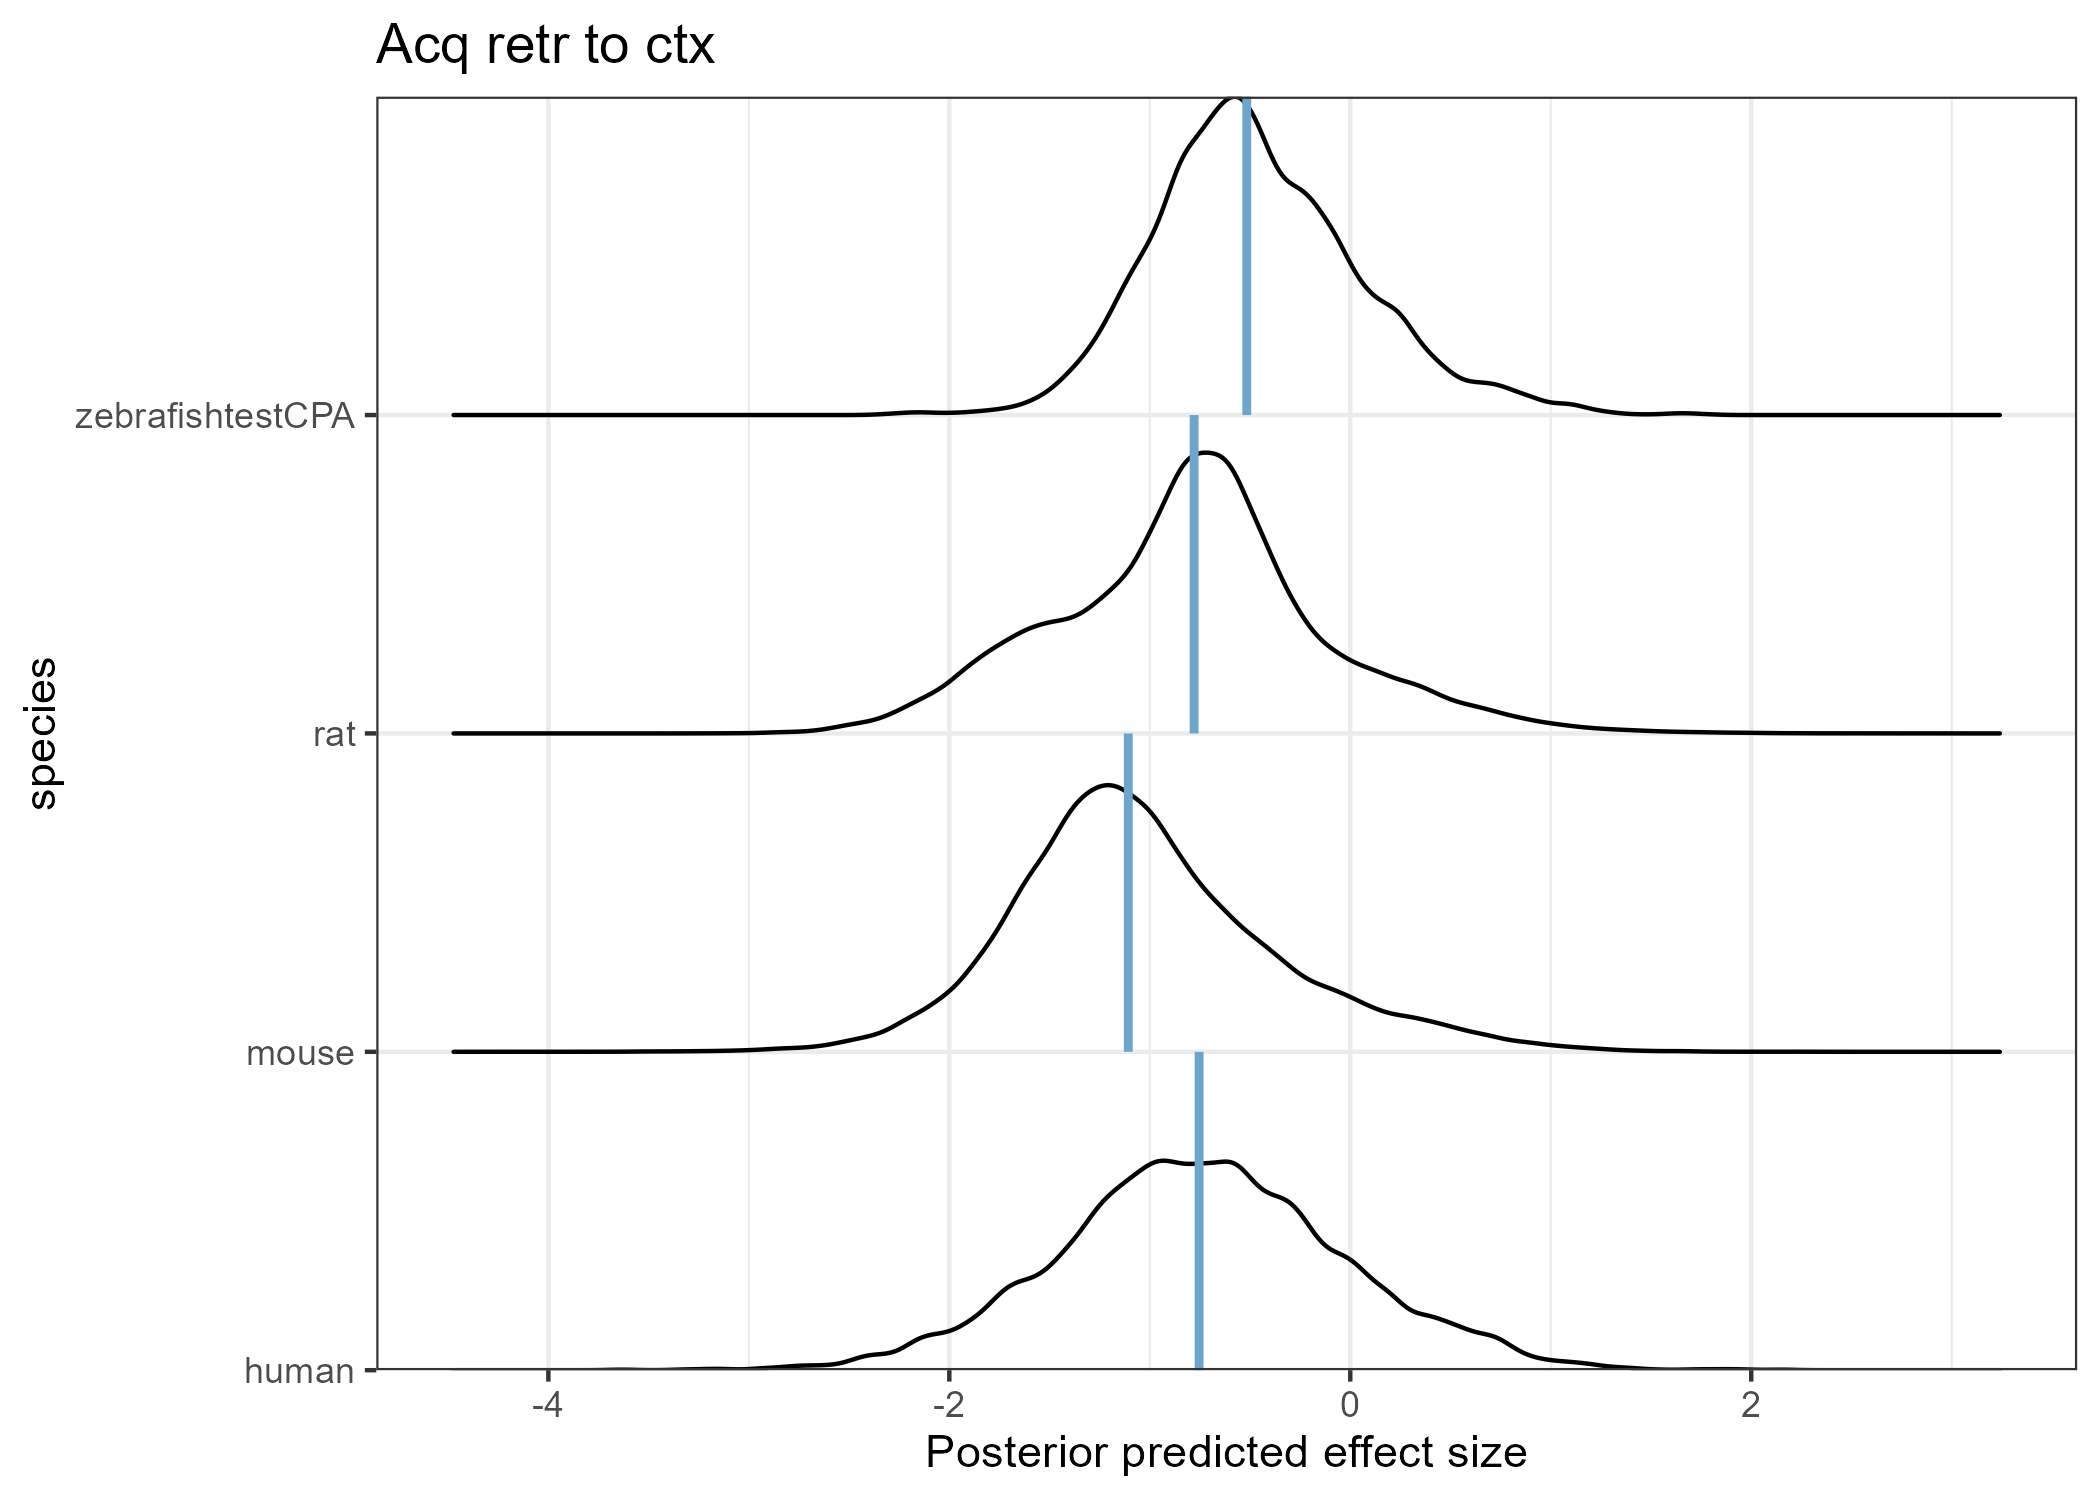 Acq retr to ctx
species
zebrafishtestCPA
rat
mouse
human
-4
-2
0
2
Posterior predicted effect size